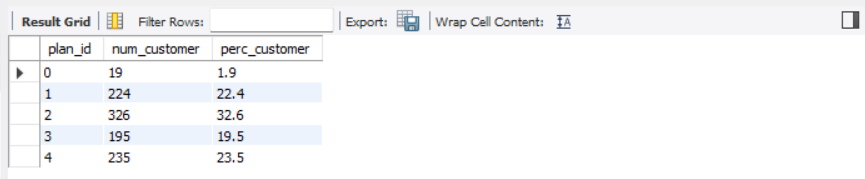 Result Grid Filter Rows: Export: Wrap Cell Content: IA
plan_id num_customer perc_customer
0 19 1.9
1 224 22.4
2 326 32.6
3 195 19.5
4 235 23.5